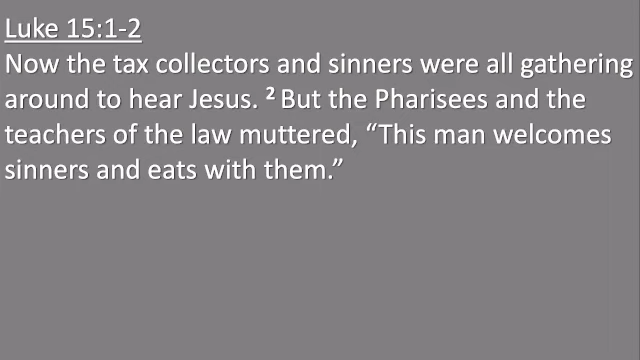 Luke 15:1-2
Now the tax collectors and sinners were all gathering
around to hear Jesus. 2 But the Pharisees and the
teachers of the law muttered, “This man welcomes
sinners and eats with them.”